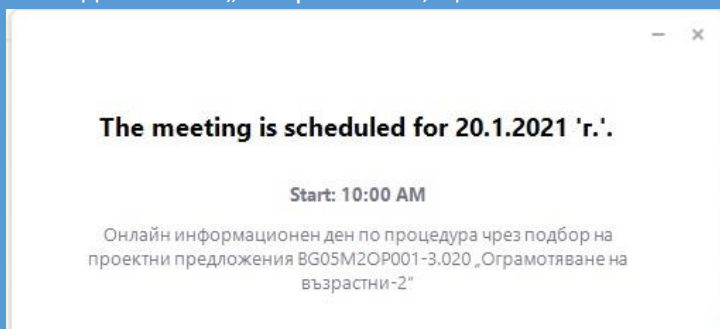 The meeting is scheduled for 20.1.2021 'г.'.
Start: 10:00 AM
Онлайн информационен ден по процедура чрез подбор на
проектни предложения BG05M2OP001-3.020 „Ограмотяване на
възрастни-2“